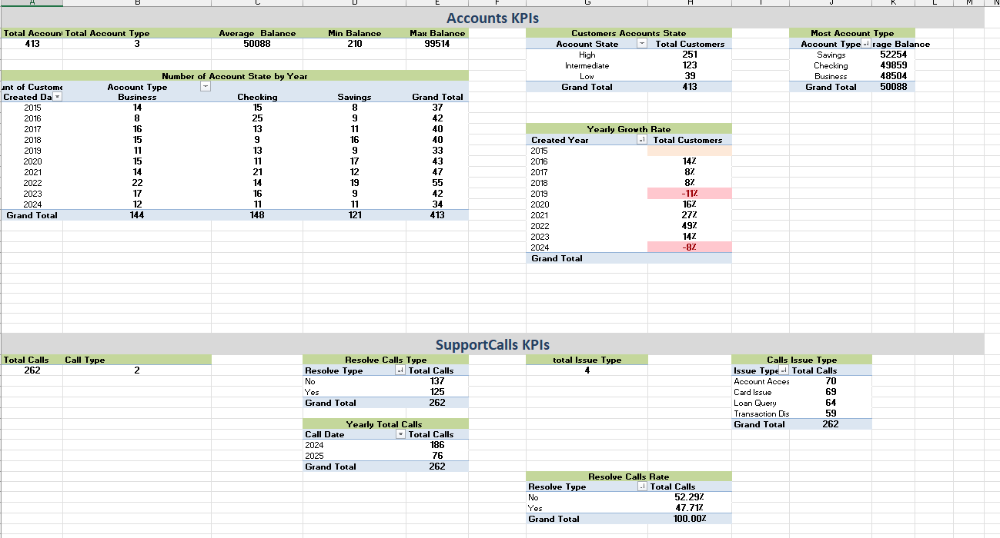 A B C D E F G H I J K L M N
Accounts KPIs
Total Accoun Total Account Type Average Balance Min Balance Max Balance
413 3 50088 210 99514
Customers Accounts State
Account State Total Customers
High 251
Intermediate 123
Low 39
Grand Total 413
Most Account Type
Account Type rage Balance
Savings 52254
Checking 49859
Business 48504
Grand Total 50088
Number of Account State by Year
unt of Custome Account Type
Created Da Business Checking Savings Grand Total
2015 14 15 8 37
2016 8 25 9 42
2017 16 13 11 40
2018 15 9 16 40
2019 11 13 9 33
2020 15 11 17 43
2021 14 21 12 47
2022 22 14 19 55
2023 17 16 9 42
2024 12 11 11 34
Grand Total 144 148 121 413
Yearly Growth Rate
Created Year Total Customers
2015
2016 14%
2017 8%
2018 8%
2019 -11%
2020 16%
2021 27%
2022 49%
2023 14%
2024 -8%
Grand Total
SupportCalls KPIs
Total Calls Call Type
262 2
Resolve Calls Type
Resolve Type Total Calls
No 137
Yes 125
Grand Total 262
total Issue Type
4
Calls Issue Type
Issue Type Total Calls
Account Acces 70
Card Issue 69
Loan Query 64
Transaction Dis 59
Grand Total 262
Yearly Total Calls
Call Date Total Calls
2024 186
2025 76
Grand Total 262
Resolve Calls Rate
Resolve Type Total Calls
No 52.29%
Yes 47.71%
Grand Total 100.00%